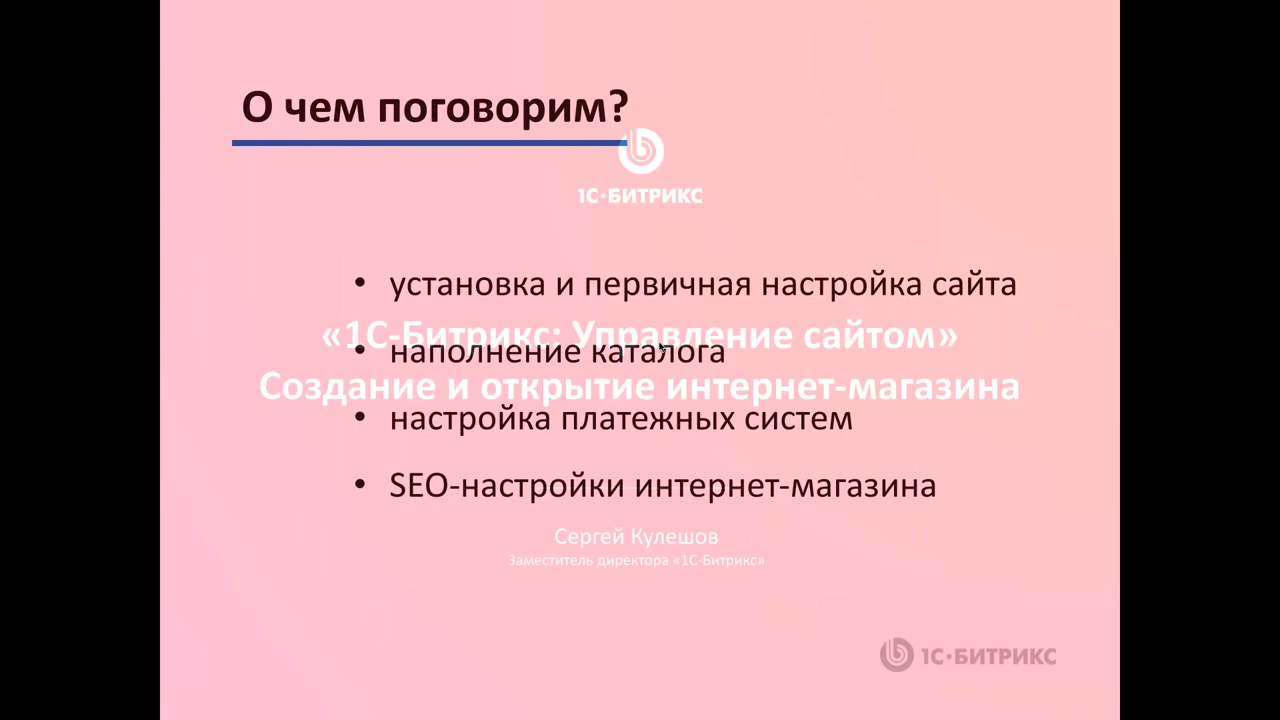 О чем поговорим?
1С·БИТРИКС
установка и первичная настройка сайта
«1С-Битрикс: Управление сайтом»
• наполнение каталога
Создание и открытие интернет-магазина
• настройка платежных систем
• SEO-настройки интернет-магазина
Сергей Кулешов
Заместитель директора «1С-Битрикс»
1С·БИТРИКС